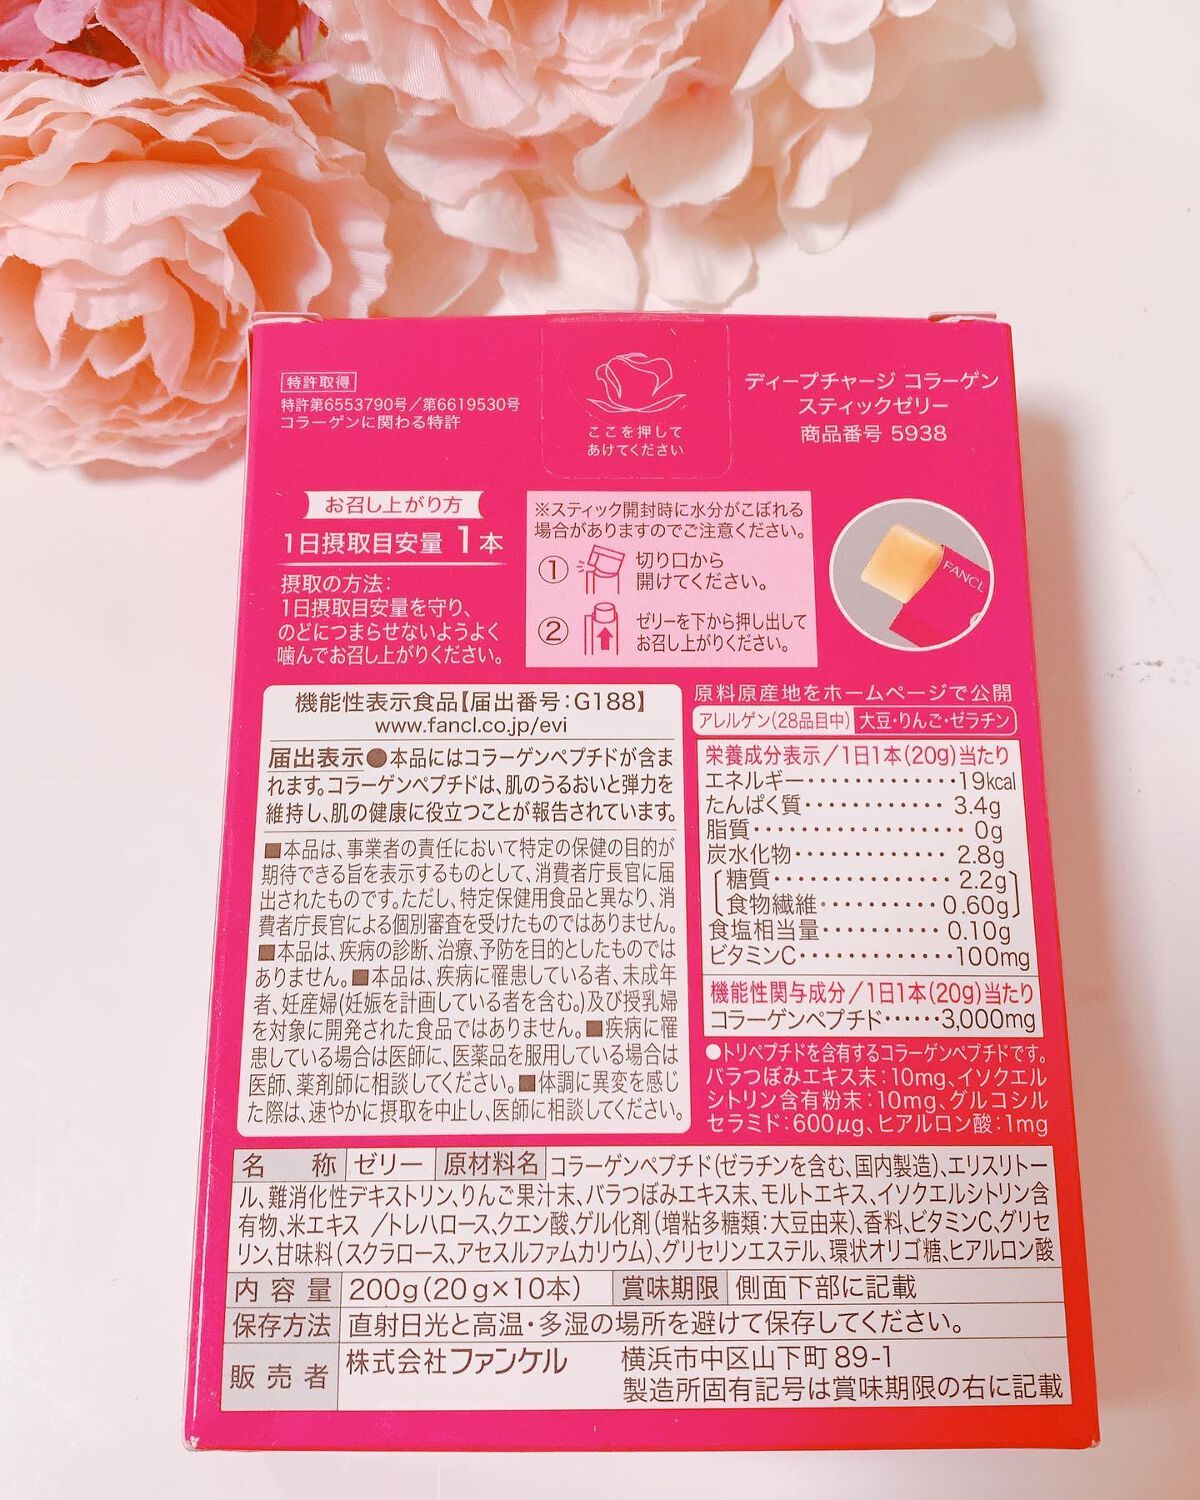 特許取得
特許第6553790号／第6619530号
コラーゲンに関わる特許
ここを押して
あけてください
ディープチャージ コラーゲン
スティックゼリー
商品番号 5938
お召し上がり方
1日摂取目安量 1本
摂取の方法：
1日摂取目安量を守り、
のどにつまらせないようよく
噛んでお召し上がりください。
※スティック開封時に水分がこぼれる
場合がありますのでご注意ください。
① 切り口から
開けてください。
② ゼリーを下から押し出して
お召し上がりください。
FANCL
機能性表示食品【届出番号：G188】
www.fancl.co.jp/evi
届出表示●本品にはコラーゲンペプチドが含ま
れます。コラーゲンペプチドは、肌のうるおいと弾力を
維持し、肌の健康に役立つことが報告されています。
■本品は、事業者の責任において特定の保健の目的が
期待できる旨を表示するものとして、消費者庁長官に届
出されたものです。ただし、特定保健用食品と異なり、消
費者庁長官による個別審査を受けたものではありません。
■本品は、疾病の診断、治療、予防を目的としたものでは
ありません。■本品は、疾病に罹患している者、未成年
者、妊産婦(妊娠を計画している者を含む。)及び授乳婦
を対象に開発された食品ではありません。■疾病に罹
患している場合は医師に、医薬品を服用している場合は
医師、薬剤師に相談してください。■体調に異変を感じ
た際は、速やかに摂取を中止し、医師に相談してください。
原料原産地をホームページで公開
アレルゲン(28品目中) 大豆・りんご・ゼラチン
栄養成分表示／1日1本(20g)当たり
エネルギー・・・・・・・・・・・・19kcal
たんぱく質・・・・・・・・・・・・3.4g
脂質・・・・・・・・・・・・・・・・・・0g
炭水化物・・・・・・・・・・・・・2.8g
糖質・・・・・・・・・・・・・・・2.2g
食物繊維・・・・・・・・・・0.60g
食塩相当量・・・・・・・・・・0.10g
ビタミンC・・・・・・・・・・・・・100mg
機能性関与成分／1日1本(20g)当たり
コラーゲンペプチド・・・・・・3,000mg
●トリペプチドを含有するコラーゲンペプチドです。
バラつぼみエキス末：10mg、イソクエル
シトリン含有粉末：10mg、グルコシル
セラミド：600μg、ヒアルロン酸：1mg
名 称 ゼリー 原材料名 コラーゲンペプチド(ゼラチンを含む、国内製造)、エリスリトー
ル、難消化性デキストリン、りんご果汁末、バラつぼみエキス末、モルトエキス、イソクエルシトリン含
有物、米エキス／トレハロース、クエン酸、ゲル化剤(増粘多糖類：大豆由来)、香料、ビタミンC、グリセ
リン、甘味料(スクラロース、アセスルファムカリウム)、グリセリンエステル、環状オリゴ糖、ヒアルロン酸
内容量 200g(20g×10本) 賞味期限 側面下部に記載
保存方法 直射日光と高温・多湿の場所を避けて保存してください。
販売者 株式会社ファンケル 横浜市中区山下町89-1
製造所固有記号は賞味期限の右に記載